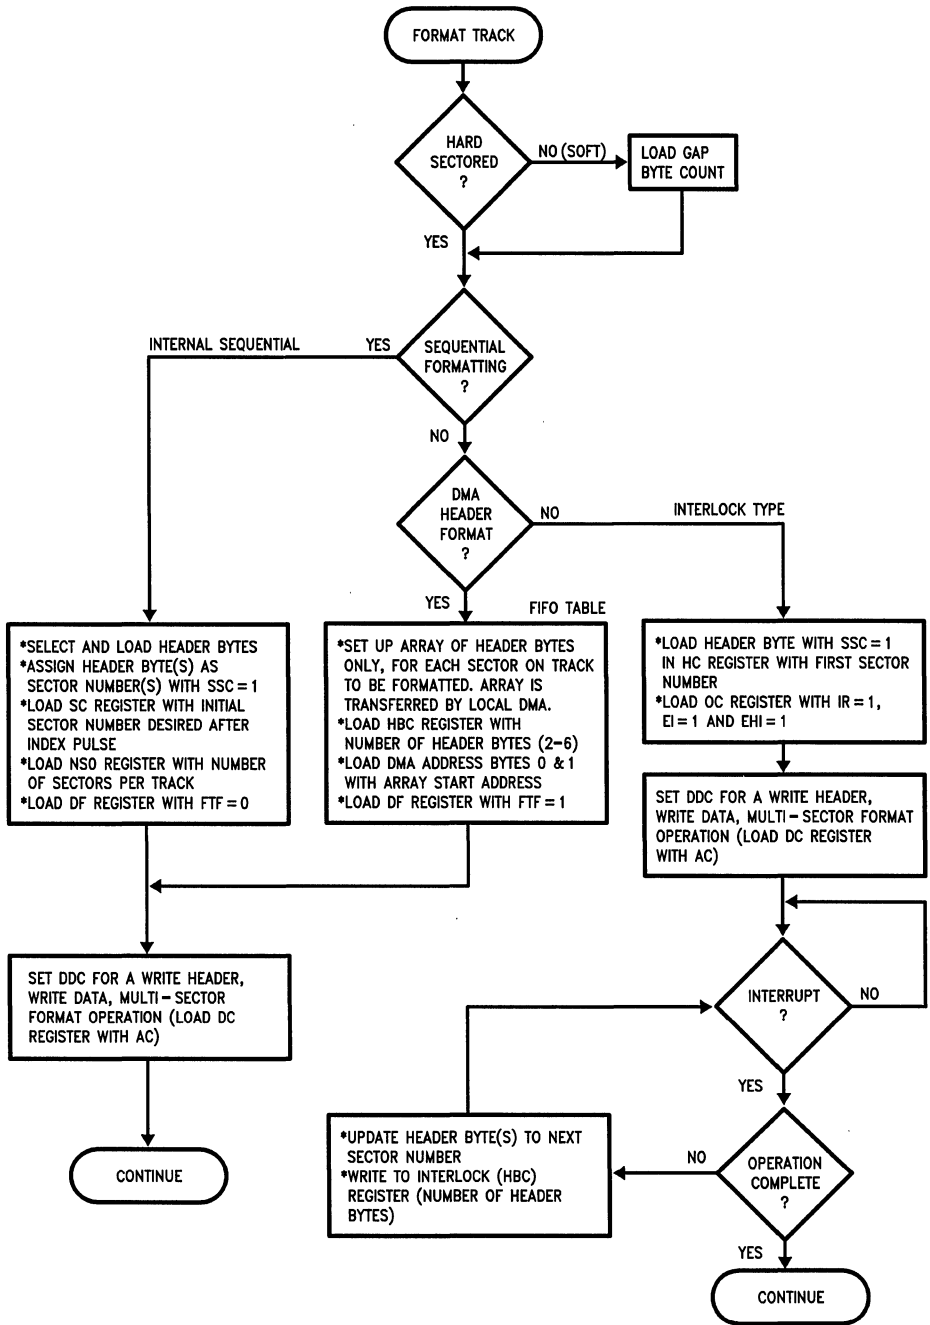 FORMAT TRACK
HARD
SECTORED
?
NO (SOFT)
LOAD GAP
BYTE COUNT
YES
INTERNAL SEQUENTIAL
YES
SEQUENTIAL
FORMATTING
?
NO
DMA
HEADER
FORMAT
?
NO
INTERLOCK TYPE
YES
FIFO TABLE
*SELECT AND LOAD HEADER BYTES
*ASSIGN HEADER BYTE(S) AS
SECTOR NUMBER(S) WITH SSC = 1
*LOAD SC REGISTER WITH INITIAL
SECTOR NUMBER DESIRED AFTER
INDEX PULSE
*LOAD NSO REGISTER WITH NUMBER
OF SECTORS PER TRACK
*LOAD DF REGISTER WITH FTF = 0
*SET UP ARRAY OF HEADER BYTES
ONLY, FOR EACH SECTOR ON TRACK
TO BE FORMATTED. ARRAY IS
TRANSFERRED BY LOCAL DMA.
*LOAD HBC REGISTER WITH
NUMBER OF HEADER BYTES (2-6)
*LOAD DMA ADDRESS BYTES 0 & 1
WITH ARRAY START ADDRESS
*LOAD DF REGISTER WITH FTF = 1
*LOAD HEADER BYTE WITH SSC = 1
IN HC REGISTER WITH FIRST SECTOR
NUMBER
*LOAD OC REGISTER WITH IR = 1,
EI = 1 AND EHI = 1
SET DDC FOR A WRITE HEADER,
WRITE DATA, MULTI-SECTOR FORMAT
OPERATION (LOAD DC REGISTER
WITH AC)
SET DDC FOR A WRITE HEADER,
WRITE DATA, MULTI-SECTOR
FORMAT OPERATION (LOAD DC
REGISTER WITH AC)
INTERRUPT
?
NO
YES
*UPDATE HEADER BYTE(S) TO NEXT
SECTOR NUMBER
*WRITE TO INTERLOCK (HBC)
REGISTER (NUMBER OF HEADER
BYTES)
NO
OPERATION
COMPLETE
?
CONTINUE
YES
CONTINUE